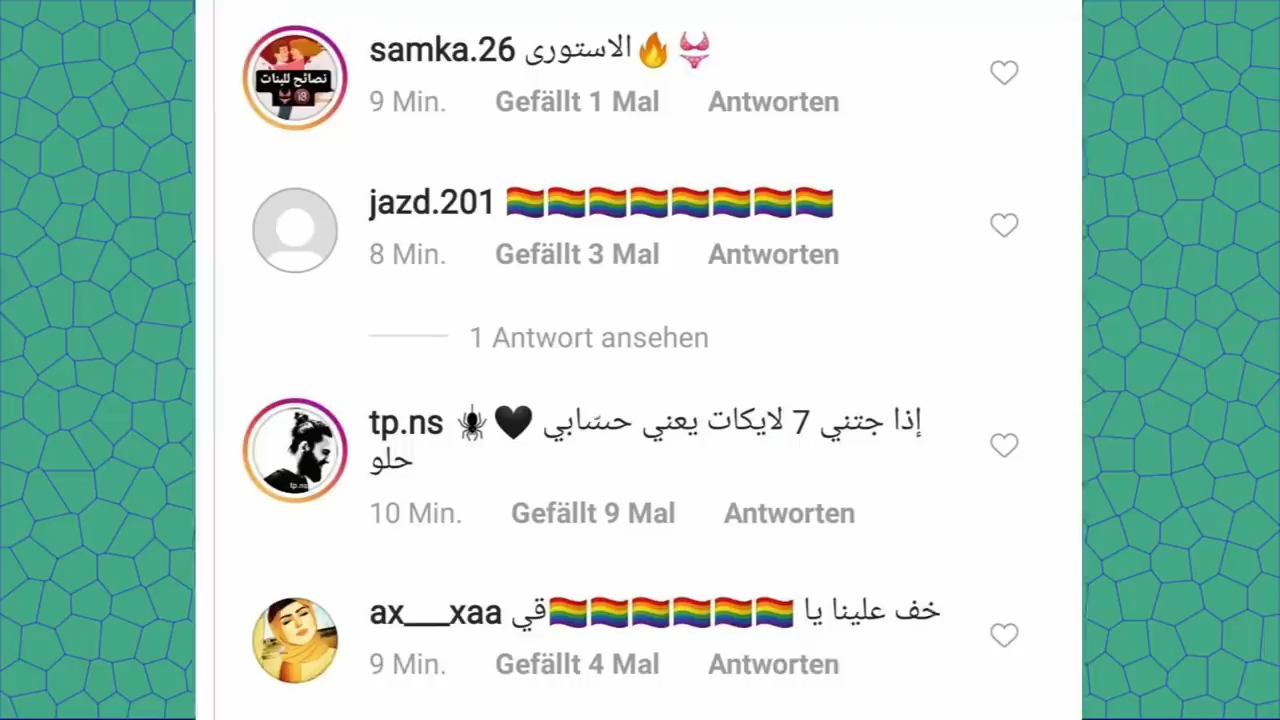 samka.26 الاستورى🔥👙
نصائح للبنات
9 Min. Gefällt 1 Mal Antworten
jazd.201 🏳️‍🌈🏳️‍🌈🏳️‍🌈🏳️‍🌈🏳️‍🌈🏳️‍🌈🏳️‍🌈🏳️‍🌈
8 Min. Gefällt 3 Mal Antworten
1 Antwort ansehen
tp.ns إذا جتني 7 لايكات يعني حسّابي 🖤🕷
حلو
tp.ns
10 Min. Gefällt 9 Mal Antworten
ax___xaa خف علينا يا 🏳️‍🌈🏳️‍🌈🏳️‍🌈🏳️‍🌈🏳️‍🌈🏳️‍🌈قي
9 Min. Gefällt 4 Mal Antworten